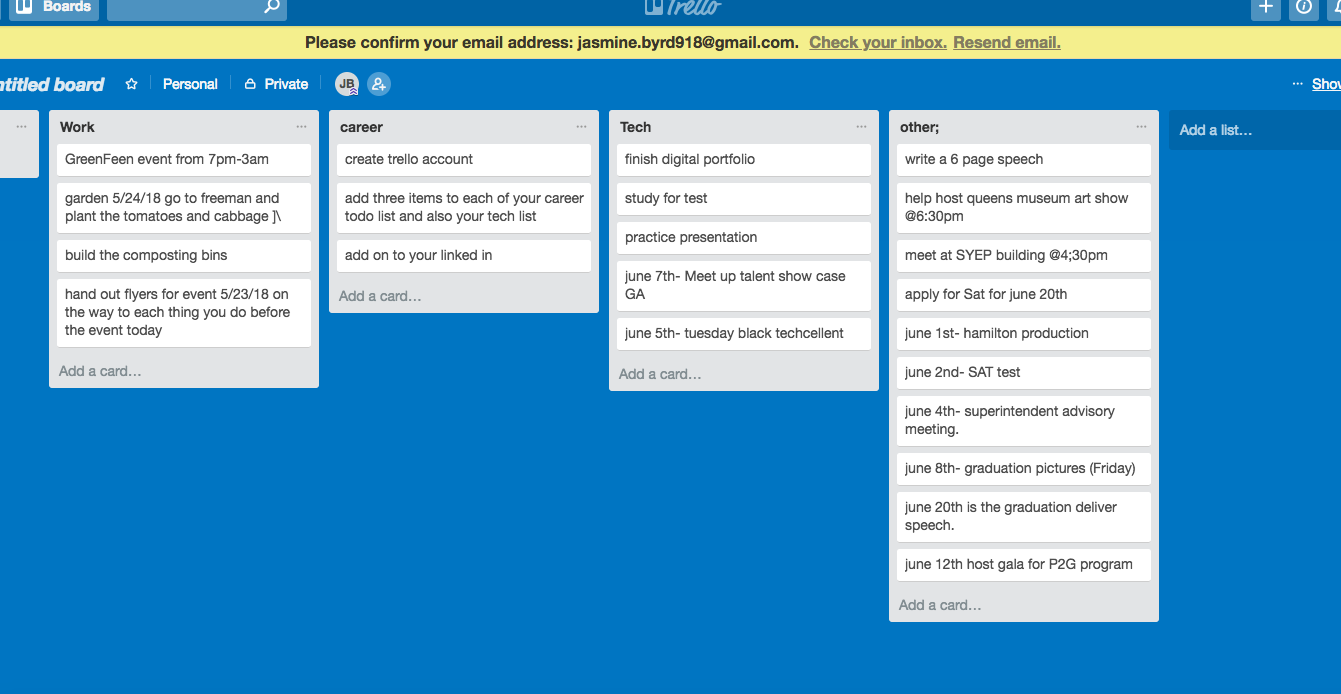 Boards
Trello
Please confirm your email address: jasmine.byrd918@gmail.com. Check your inbox. Resend email.
ntitled board
Personal
Private
JB
... Show
Work
GreenFeen event from 7pm-3am
garden 5/24/18 go to freeman and
plant the tomatoes and cabbage ]\
build the composting bins
hand out flyers for event 5/23/18 on
the way to each thing you do before
the event today
Add a card...
career
create trello account
add three items to each of your career
todo list and also your tech list
add on to your linked in
Add a card...
Tech
finish digital portfolio
study for test
practice presentation
june 7th- Meet up talent show case
GA
june 5th- tuesday black techcellent
Add a card...
other;
write a 6 page speech
help host queens museum art show
@6:30pm
meet at SYEP building @4;30pm
apply for Sat for june 20th
june 1st- hamilton production
june 2nd- SAT test
june 4th- superintendent advisory
meeting.
june 8th- graduation pictures (Friday)
june 20th is the graduation deliver
speech.
june 12th host gala for P2G program
Add a card...
Add a list...